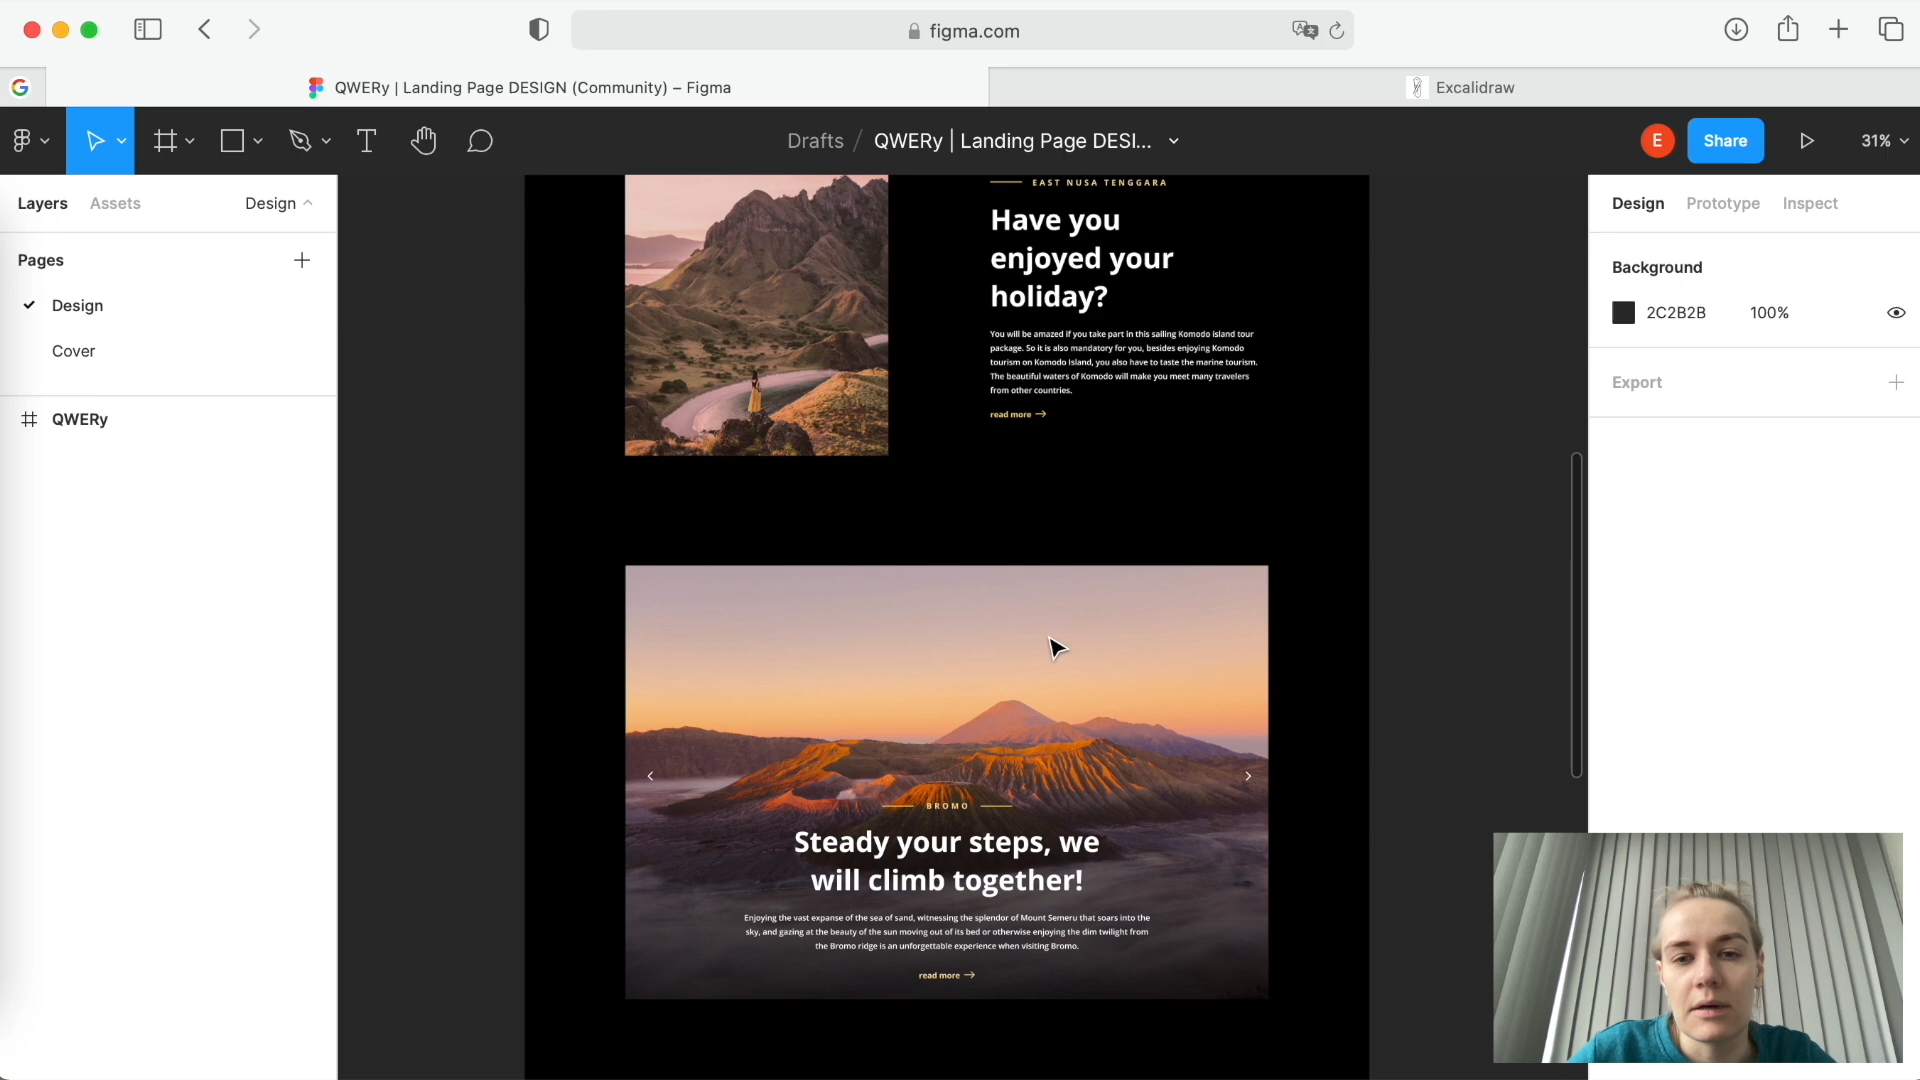 figma.com
QWERy | Landing Page DESIGN (Community) – Figma
Excalidraw
Drafts / QWERy | Landing Page DESI...
E
Share
31%
Layers
Assets
Design
Pages
Design
Cover
QWERy
EAST NUSA TENGGARA
Have you
enjoyed your
holiday?
You will be amazed if you take part in this sailing Komodo island tour
package. So it is also mandatory for you, besides enjoying Komodo
tourism on Komodo Island, you also have to taste the marine tourism.
The beautiful waters of Komodo will make you meet many travelers
from other countries.
read more
BROMO
Steady your steps, we
will climb together!
Enjoying the vast expanse of the sea of sand, witnessing the splendor of Mount Semeru that soars into the
sky, and gazing at the beauty of the sun moving out of its bed or otherwise enjoying the dim twilight from
the Bromo ridge is an unforgettable experience when visiting Bromo.
read more
Design
Prototype
Inspect
Background
2C2B2B
100%
Export